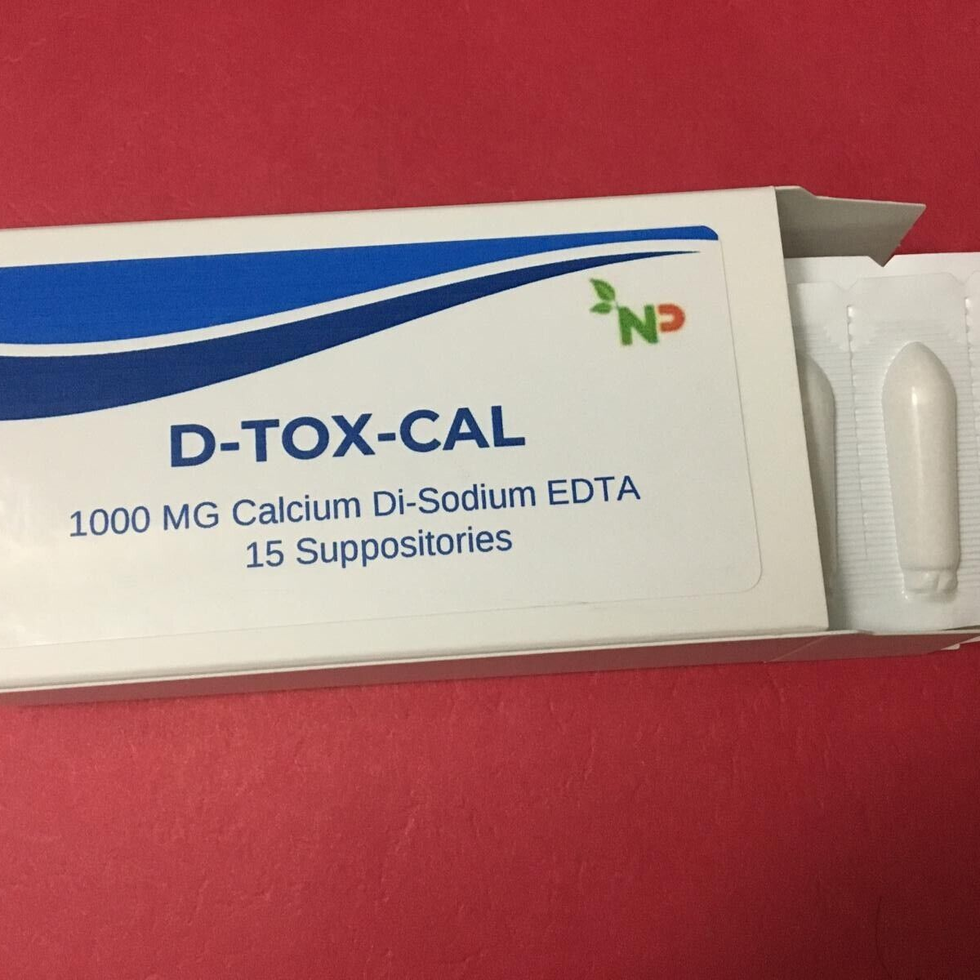 NP
D-TOX-CAL
1000 MG Calcium Di-Sodium EDTA
15 Suppositories